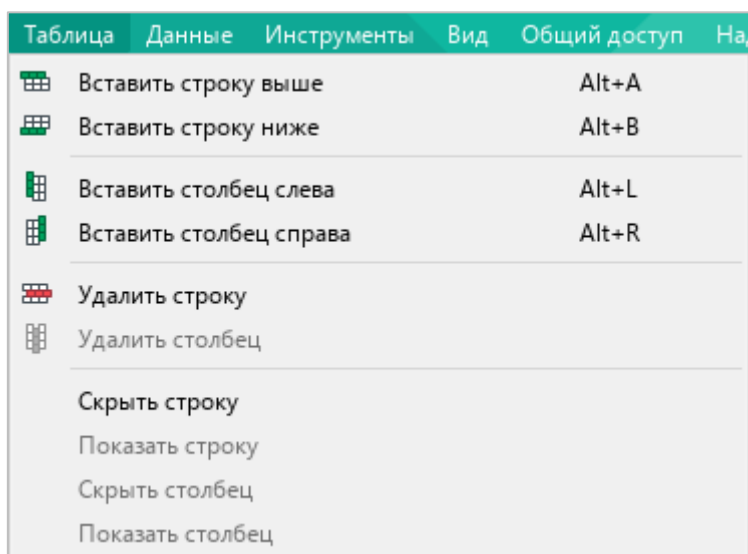 Таблица Данные Инструменты Вид Общий доступ
Вставить строку выше Alt+A
Вставить строку ниже Alt+B
Вставить столбец слева Alt+L
Вставить столбец справа Alt+R
Удалить строку
Удалить столбец
Скрыть строку
Показать строку
Скрыть столбец
Показать столбец